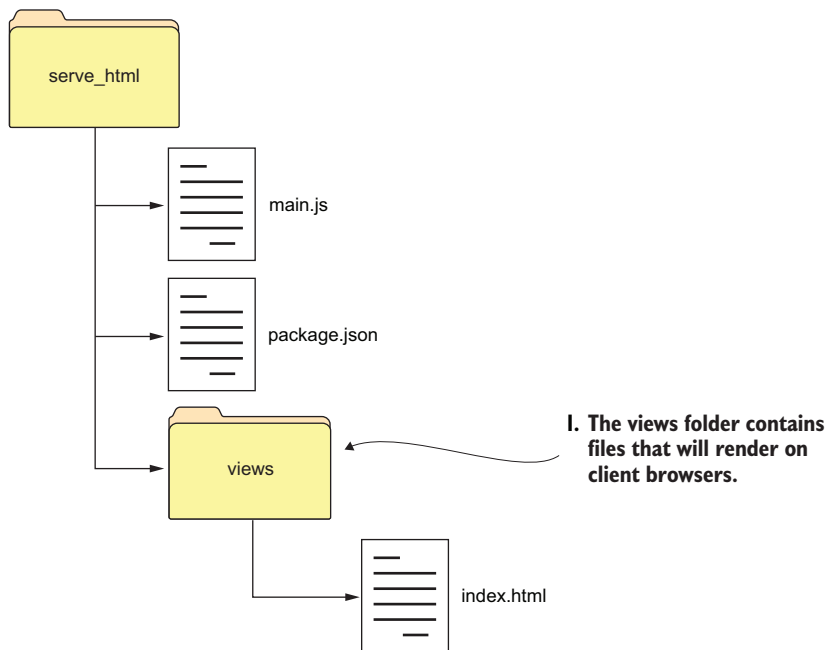 serve_html
main.js
package.json
1. The views folder contains
files that will render on
client browsers.
views
index.html